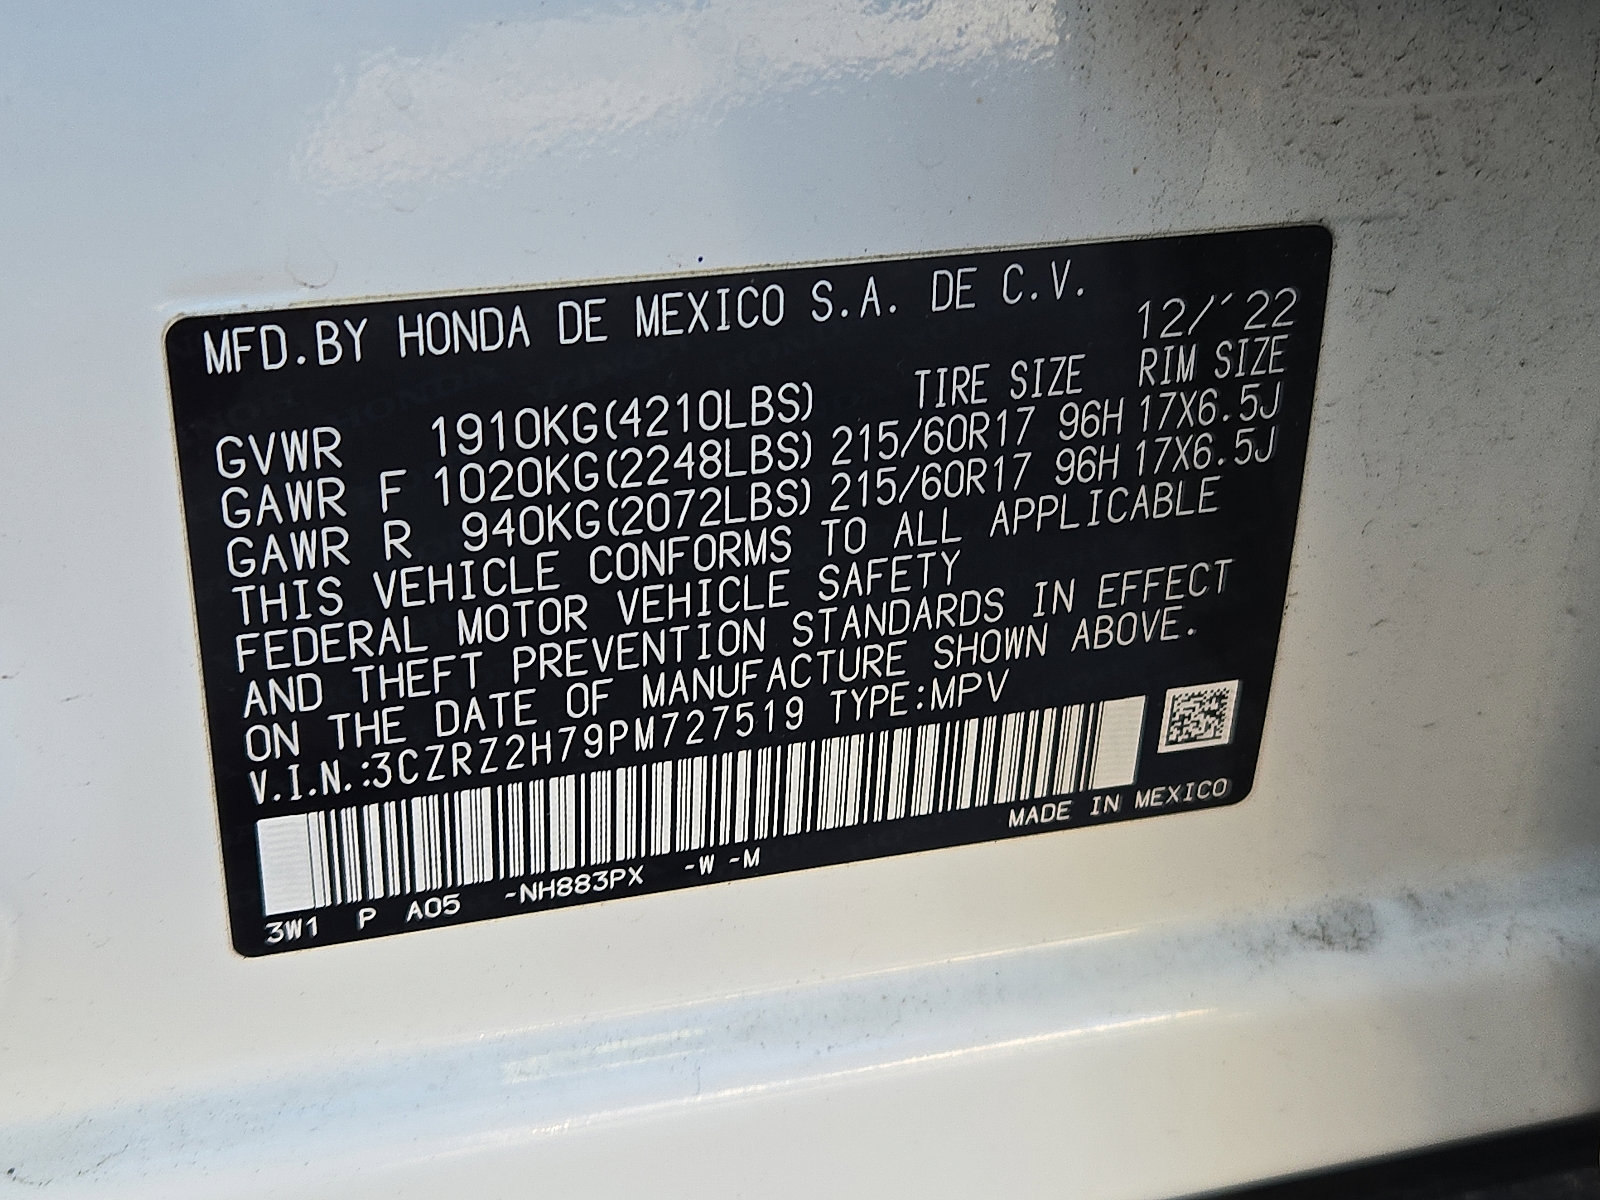 MFD.BY HONDA DE MEXICO S.A. DE C.V.
12/'22
TIRE SIZE RIM SIZE
GVWR 1910KG(4210LBS)
GAWR F 1020KG(2248LBS) 215/60R17 96H 17X6.5J
GAWR R 940KG(2072LBS) 215/60R17 96H 17X6.5J
THIS VEHICLE CONFORMS TO ALL APPLICABLE
FEDERAL MOTOR VEHICLE SAFETY
AND THEFT PREVENTION STANDARDS IN EFFECT
ON THE DATE OF MANUFACTURE SHOWN ABOVE.
V.I.N.:3CZRZ2H79PM727519 TYPE:MPV
MADE IN MEXICO
3W1 P A05 -NH883PX -W -M